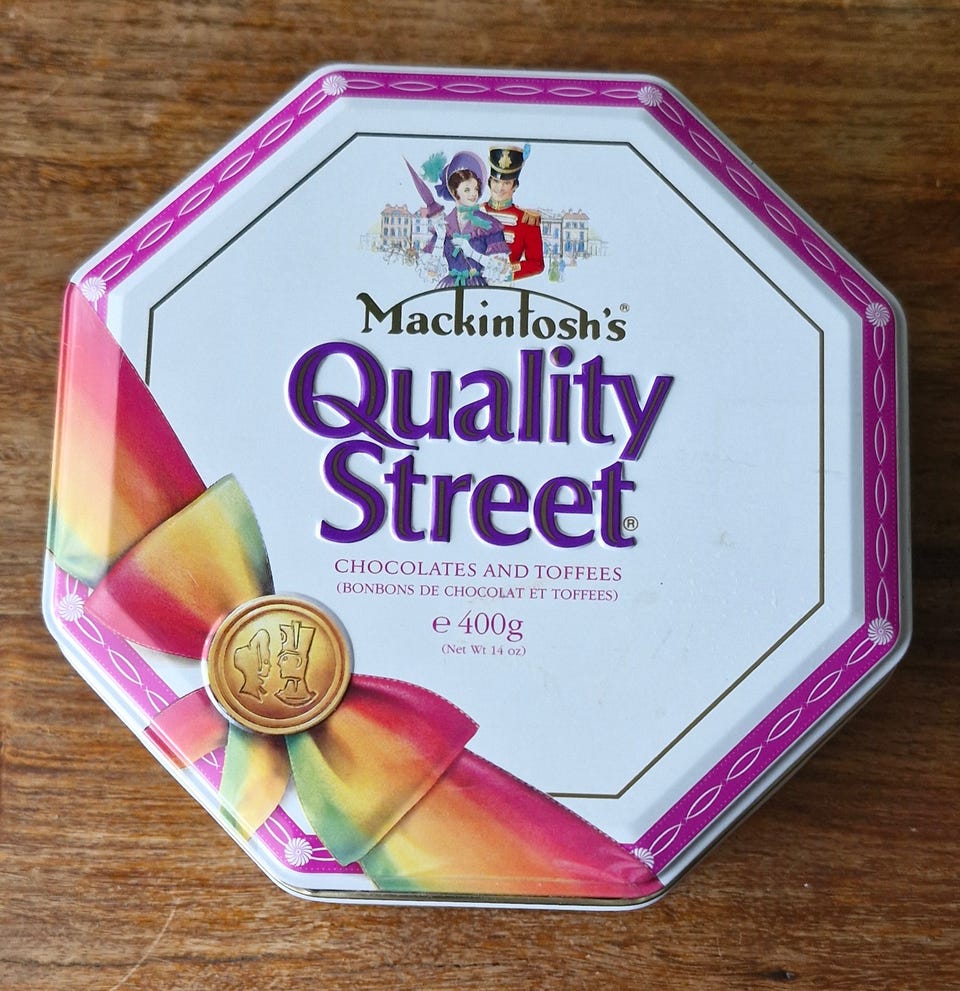 Mackintosh's®
Quality
Street®
CHOCOLATES AND TOFFEES
(BONBONS DE CHOCOLAT ET TOFFEES)
℮ 400g
(Net Wt 14 oz)